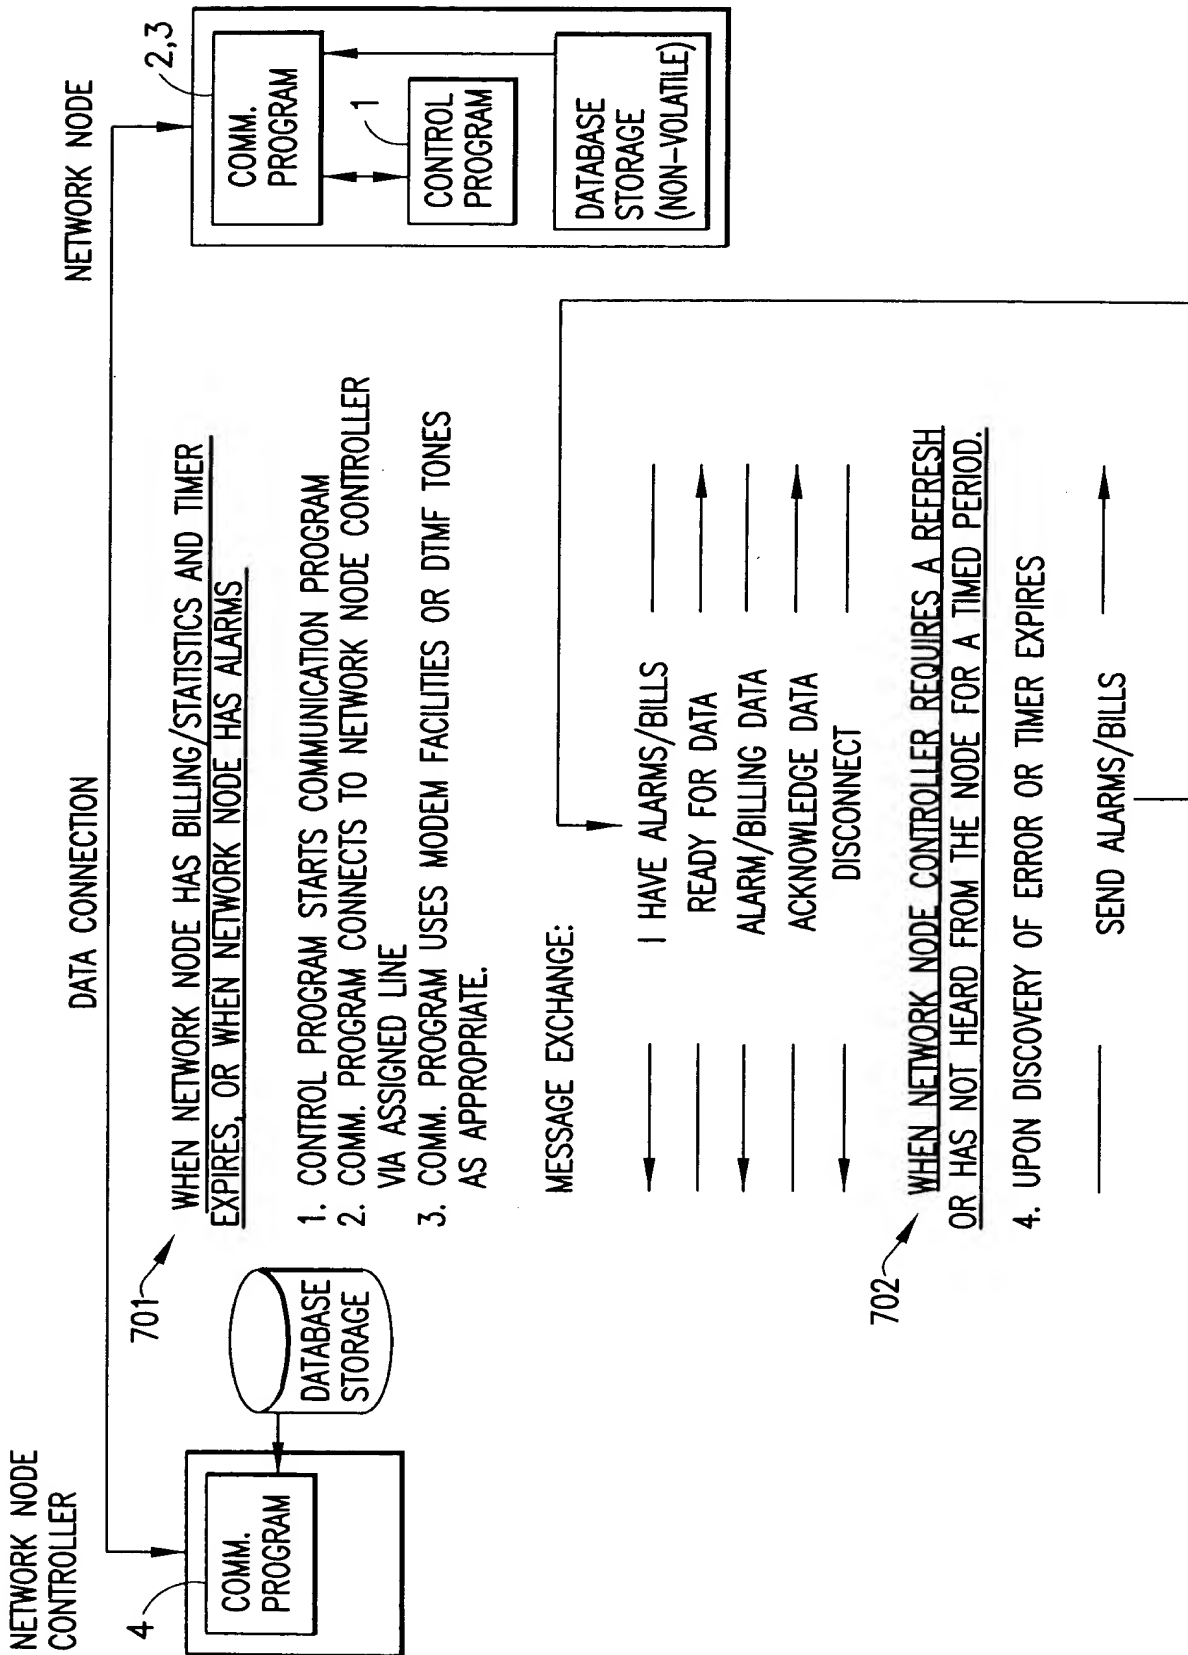 NETWORK NODE
CONTROLLER
DATA CONNECTION
NETWORK NODE
4
COMM.
PROGRAM
DATABASE
STORAGE
2,3
COMM.
PROGRAM
1
CONTROL
PROGRAM
DATABASE
STORAGE
(NON-VOLATILE)
701
WHEN NETWORK NODE HAS BILLING/STATISTICS AND TIMER
EXPIRES, OR WHEN NETWORK NODE HAS ALARMS
1. CONTROL PROGRAM STARTS COMMUNICATION PROGRAM
2. COMM. PROGRAM CONNECTS TO NETWORK NODE CONTROLLER
VIA ASSIGNED LINE
3. COMM. PROGRAM USES MODEM FACILITIES OR DTMF TONES
AS APPROPRIATE.
MESSAGE EXCHANGE:
I HAVE ALARMS/BILLS
READY FOR DATA
ALARM/BILLING DATA
ACKNOWLEDGE DATA
DISCONNECT
702
WHEN NETWORK NODE CONTROLLER REQUIRES A REFRESH
OR HAS NOT HEARD FROM THE NODE FOR A TIMED PERIOD.
4. UPON DISCOVERY OF ERROR OR TIMER EXPIRES
SEND ALARMS/BILLS